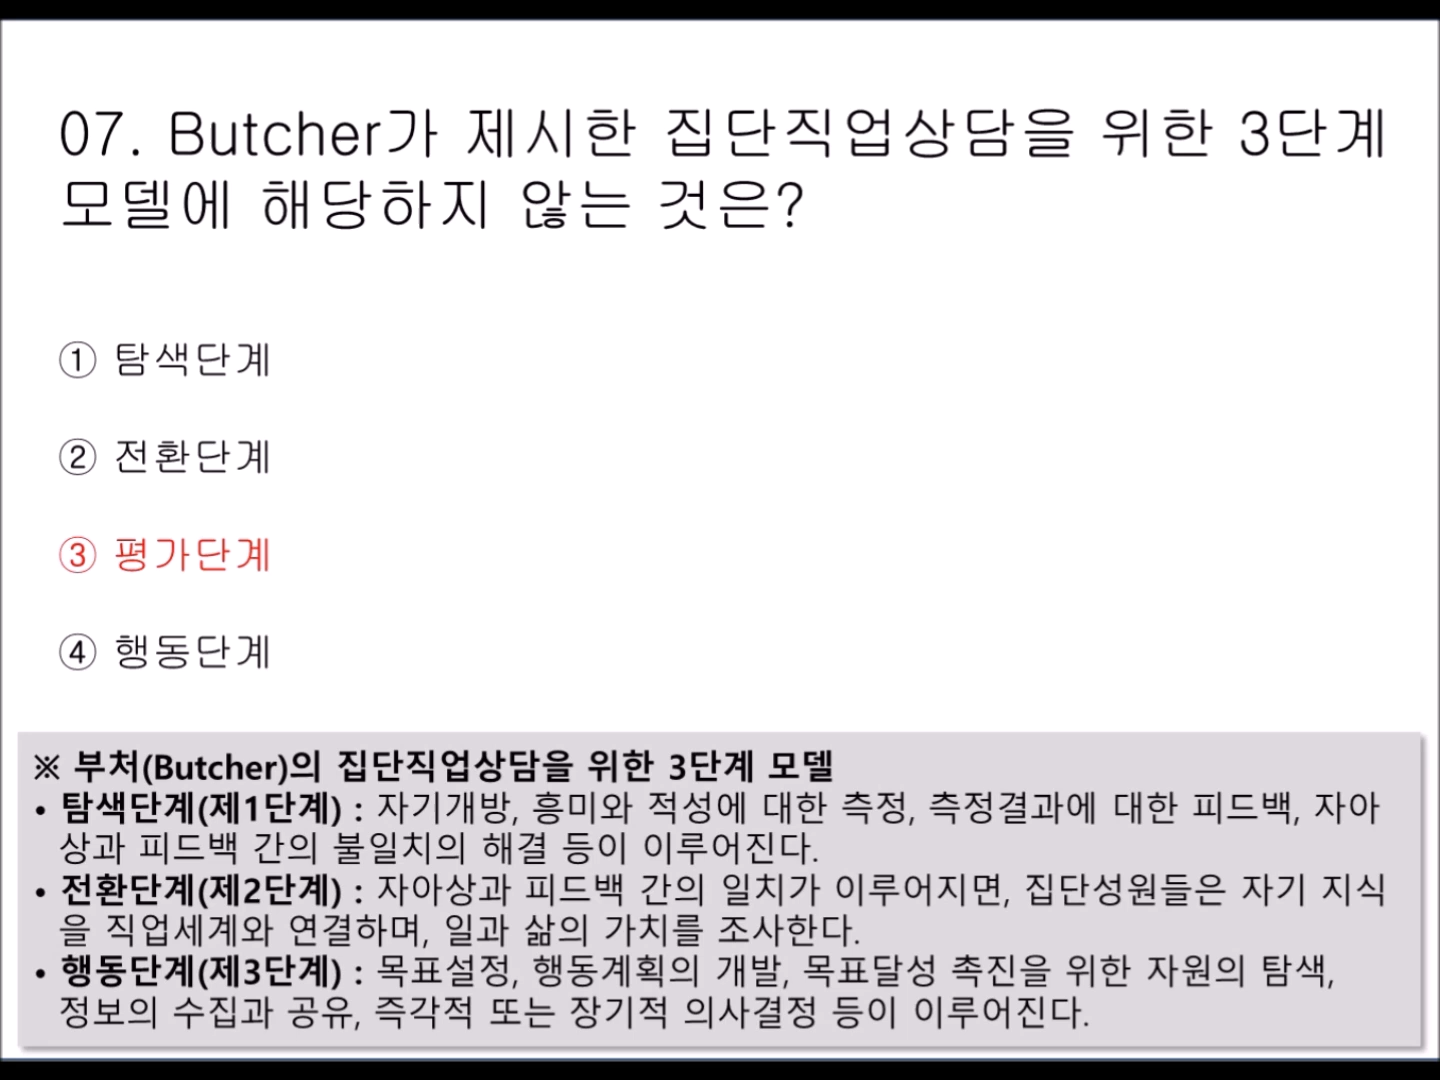 07. Butcher가 제시한 집단직업상담을 위한 3단계
모델에 해당하지 않는 것은?
① 탐색단계
② 전환단계
③ 평가단계
④ 행동단계
※ 부처(Butcher)의 집단직업상담을 위한 3단계 모델
• 탐색단계(제1단계) : 자기개방, 흥미와 적성에 대한 측정, 측정결과에 대한 피드백, 자아
상과 피드백 간의 불일치의 해결 등이 이루어진다.
• 전환단계(제2단계) : 자아상과 피드백 간의 일치가 이루어지면, 집단성원들은 자기 지식
을 직업세계와 연결하며, 일과 삶의 가치를 조사한다.
• 행동단계(제3단계) : 목표설정, 행동계획의 개발, 목표달성 촉진을 위한 자원의 탐색,
정보의 수집과 공유, 즉각적 또는 장기적 의사결정 등이 이루어진다.